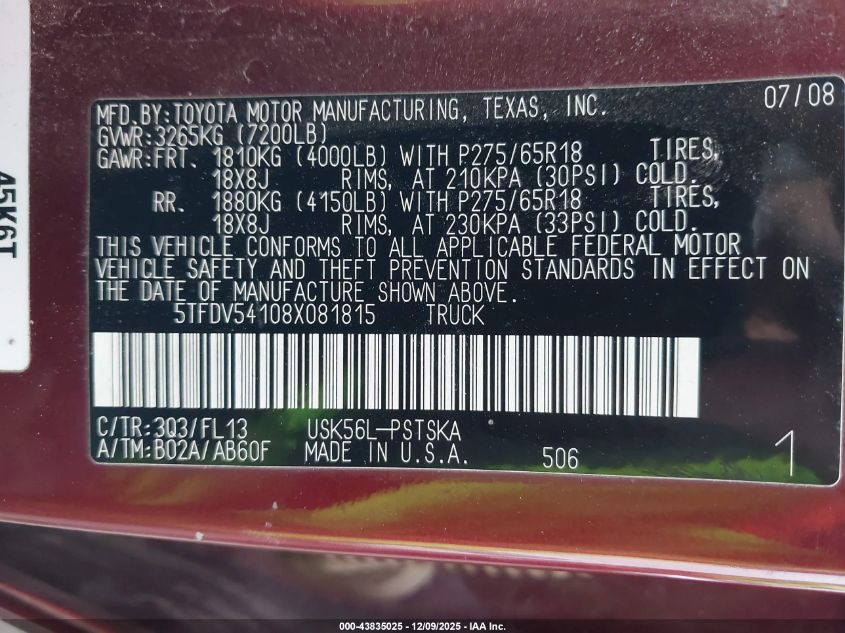 MFD.BY:TOYOTA MOTOR MANUFACTURING, TEXAS, INC. 07/08
GVWR:3265KG (7200LB)
GAWR:FRT. 1810KG (4000LB) WITH P275/65R18 TIRES,
18X8J RIMS, AT 210KPA (30PSI) COLD.
RR. 1880KG (4150LB) WITH P275/65R18 TIRES,
18X8J RIMS, AT 230KPA (33PSI) COLD.
THIS VEHICLE CONFORMS TO ALL APPLICABLE FEDERAL MOTOR
VEHICLE SAFETY AND THEFT PREVENTION STANDARDS IN EFFECT ON
THE DATE OF MANUFACTURE SHOWN ABOVE.
5TFDV54108X081815 TRUCK
C/TR:3Q3/FL13 USK56L-PSTSKA
A/TM:B02A/AB60F MADE IN U.S.A. 506 1
45K6T
000-43835025 - 12/09/2025 - IAA Inc.